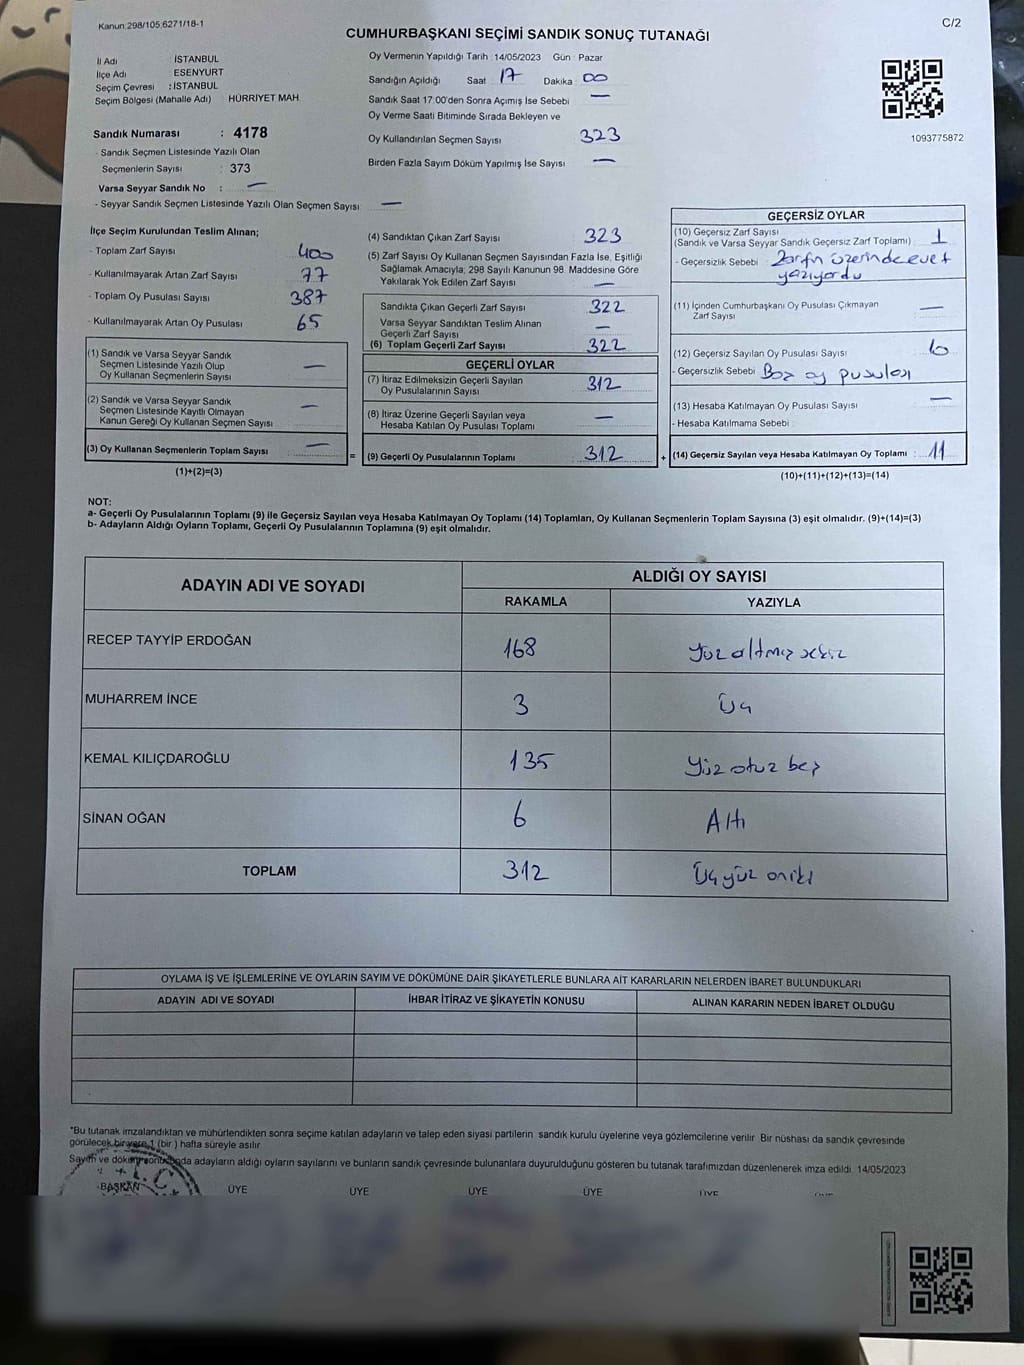 Kanun 298/105,6271/18-1
C/2
CUMHURBAŞKANI SEÇİMİ SANDIK SONUÇ TUTANAĞI
İl Adı İSTANBUL
İlçe Adı ESENYURT
Seçim Çevresi : İSTANBUL
Seçim Bölgesi (Mahalle Adı) HÜRRİYET MAH.
Sandık Numarası : 4178
- Sandık Seçmen Listesinde Yazılı Olan
Seçmenlerin Sayısı : 373
Varsa Seyyar Sandık No : —
- Seyyar Sandık Seçmen Listesinde Yazılı Olan Seçmen Sayısı —
Oy Vermenin Yapıldığı Tarih : 14/05/2023 Gün : Pazar
Sandığın Açıldığı Saat 17 Dakika : 00
Sandık Saat 17:00'den Sonra Açımış İse Sebebi —
Oy Verme Saati Bitiminde Sırada Bekleyen ve
Oy Kullandırılan Seçmen Sayısı 323
Birden Fazla Sayım Döküm Yapılmış İse Sayısı —
1093775872
İlçe Seçim Kurulundan Teslim Alınan;
- Toplam Zarf Sayısı 400
- Kullanılmayarak Artan Zarf Sayısı 77
- Toplam Oy Pusulası Sayısı 387
- Kullanılmayarak Artan Oy Pusulası 65
(1) Sandık ve Varsa Seyyar Sandık
Seçmen Listesinde Yazılı Olup
Oy Kullanan Seçmenlerin Sayısı —
(2) Sandık ve Varsa Seyyar Sandık
Seçmen Listesinde Kayıtlı Olmayan
Kanun Gereği Oy Kullanan Seçmen Sayısı —
(3) Oy Kullanan Seçmenlerin Toplam Sayısı —
(1)+(2)=(3)
=
(4) Sandıktan Çıkan Zarf Sayısı 323
(5) Zarf Sayısı Oy Kullanan Seçmen Sayısından Fazla İse, Eşitliği
Sağlamak Amacıyla; 298 Sayılı Kanunun 98. Maddesine Göre
Yakılarak Yok Edilen Zarf Sayısı —
Sandıkta Çıkan Geçerli Zarf Sayısı 322
Varsa Seyyar Sandıktan Teslim Alınan
Geçerli Zarf Sayısı —
(6) Toplam Geçerli Zarf Sayısı 322
GEÇERLİ OYLAR
(7) İtiraz Edilmeksizin Geçerli Sayılan
Oy Pusulalarının Sayısı 312
(8) İtiraz Üzerine Geçerli Sayılan veya
Hesaba Katılan Oy Pusulası Toplamı —
(9) Geçerli Oy Pusulalarının Toplamı 312
+
GEÇERSİZ OYLAR
(10) Geçersiz Zarf Sayısı
(Sandık ve Varsa Seyyar Sandık Geçersiz Zarf Toplamı) 1
- Geçersizlik Sebebi : Zarfın üzerinde evet
yazıyordu
(11) İçinden Cumhurbaşkanı Oy Pusulası Çıkmayan
Zarf Sayısı —
(12) Geçersiz Sayılan Oy Pusulası Sayısı 10
- Geçersizlik Sebebi Boş oy pusulası
(13) Hesaba Katılmayan Oy Pusulası Sayısı —
- Hesaba Katılmama Sebebi :
(14) Geçersiz Sayılan veya Hesaba Katılmayan Oy Toplamı : 11
(10)+(11)+(12)+(13)=(14)
NOT:
a- Geçerli Oy Pusulalarının Toplamı (9) ile Geçersiz Sayılan veya Hesaba Katılmayan Oy Toplamı (14) Toplamları, Oy Kullanan Seçmenlerin Toplam Sayısına (3) eşit olmalıdır. (9)+(14)=(3)
b- Adayların Aldığı Oyların Toplamı, Geçerli Oy Pusulalarının Toplamına (9) eşit olmalıdır.
ADAYIN ADI VE SOYADI
ALDIĞI OY SAYISI
RAKAMLA YAZIYLA
RECEP TAYYİP ERDOĞAN 168 Yüz altmış sekiz
MUHARREM İNCE 3 Üç
KEMAL KILIÇDAROĞLU 135 Yüz otuz beş
SİNAN OĞAN 6 Altı
TOPLAM 312 Üç yüz oniki
OYLAMA İŞ VE İŞLEMLERİNE VE OYLARIN SAYIM VE DÖKÜMÜNE DAİR ŞİKAYETLERLE BUNLARA AİT KARARLARIN NELERDEN İBARET BULUNDUKLARI
ADAYIN ADI VE SOYADI İHBAR İTİRAZ VE ŞİKAYETİN KONUSU ALINAN KARARIN NEDEN İBARET OLDUĞU
*Bu tutanak imzalandıktan ve mühürlendikten sonra seçime katılan adayların ve talep eden siyasi partilerin sandık kurulu üyelerine veya gözlemcilerine verilir. Bir nüshası da sandık çevresinde
görülecek bir yere 1 (bir ) hafta süreyle asılır.
Sayım ve döküm sonunda adayların aldığı oyların sayılarını ve bunların sandık çevresinde bulunanlara duyurulduğunu gösteren bu tutanak tarafımızdan düzenlenerek imza edildi. 14/05/2023
BAŞKAN ÜYE ÜYE ÜYE ÜYE ÜYE
T.C.